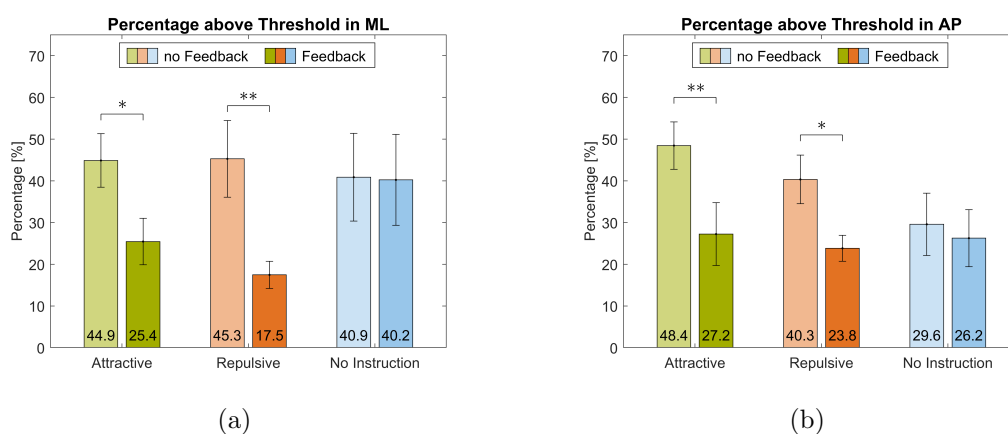 Percentage above Threshold in ML
no Feedback
Feedback
Percentage [%]
70
60
50
40
30
20
10
0
*
**
44.9
25.4
45.3
17.5
40.9
40.2
Attractive
Repulsive
No Instruction
(a)
Percentage above Threshold in AP
no Feedback
Feedback
Percentage [%]
70
60
50
40
30
20
10
0
**
*
48.4
27.2
40.3
23.8
29.6
26.2
Attractive
Repulsive
No Instruction
(b)